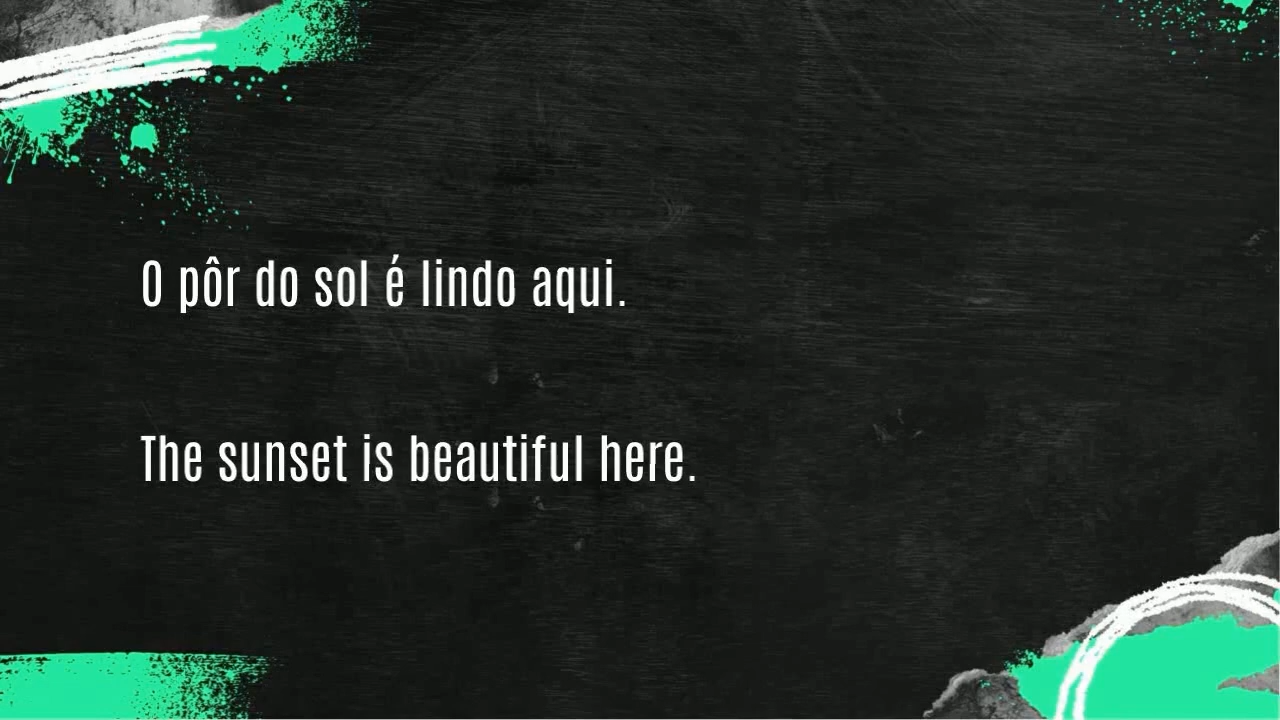 O pôr do sol é lindo aqui.
The sunset is beautiful here.